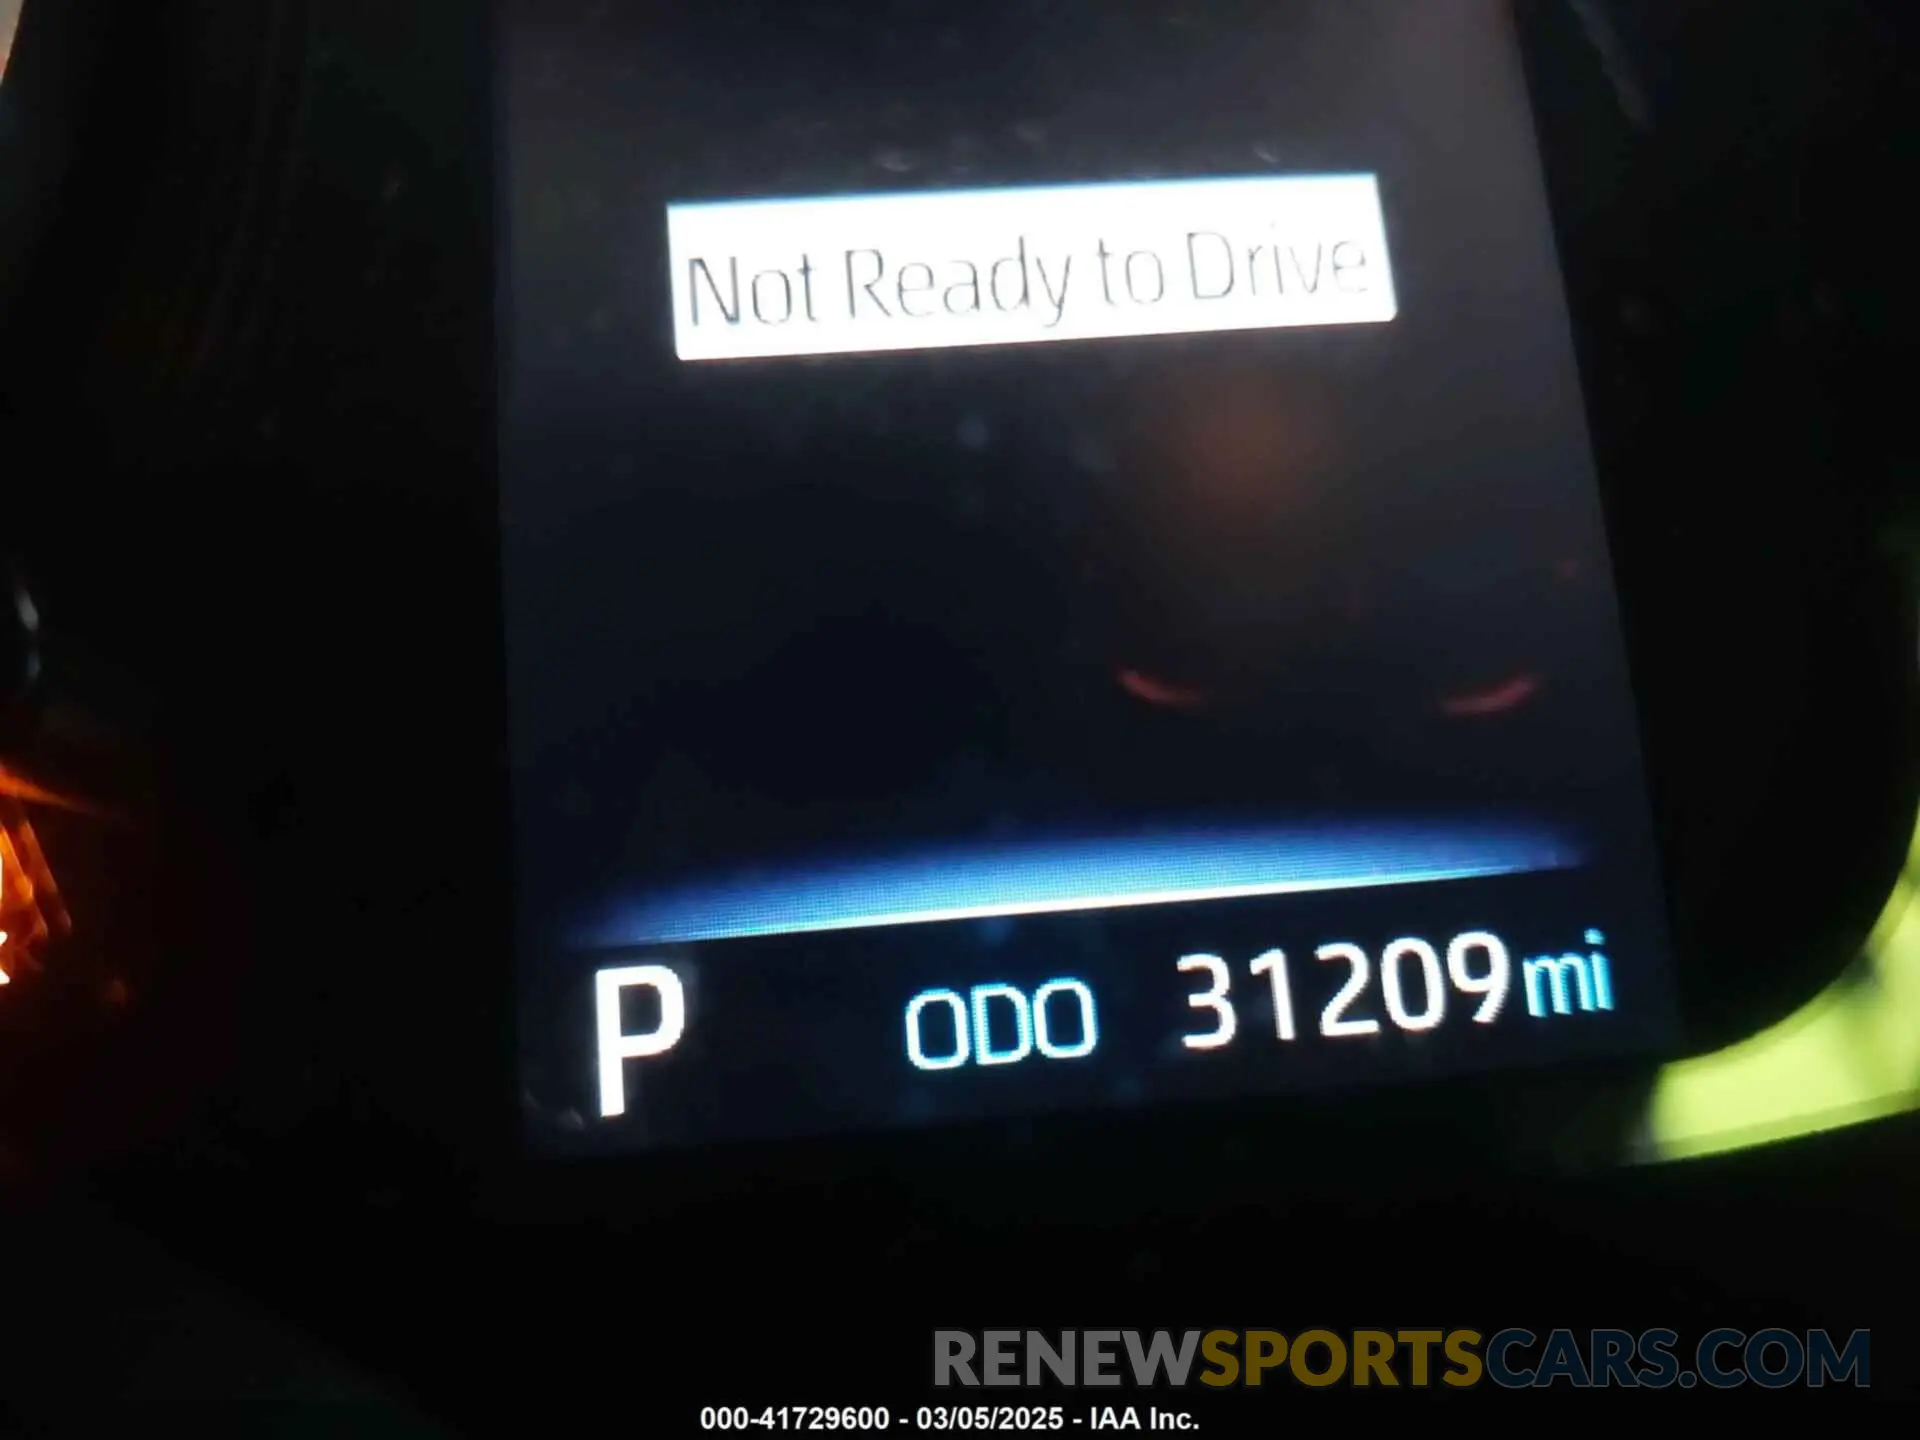 Not Ready to Drive
P ODO 31209 mi
RENEWSPORTSCARS.COM
000-41729600 - 03/05/2025 - IAA Inc.